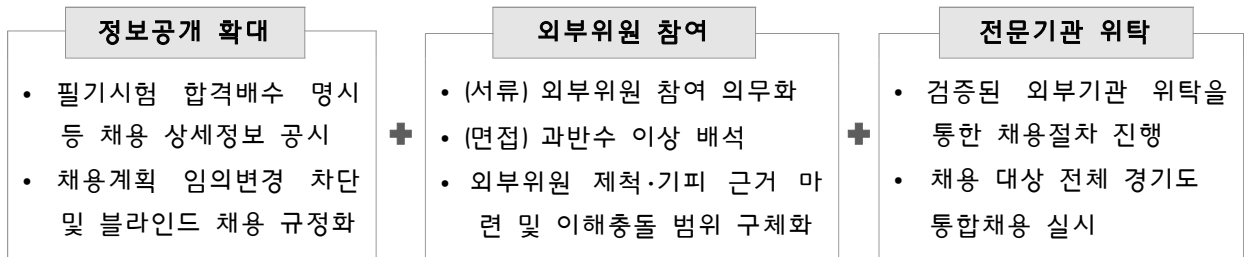 정보공개 확대
• 필기시험 합격배수 명시
등 채용 상세정보 공시
• 채용계획 임의변경 차단
및 블라인드 채용 규정화
외부위원 참여
• (서류) 외부위원 참여 의무화
• (면접) 과반수 이상 배석
• 외부위원 제척·기피 근거 마
련 및 이해충돌 범위 구체화
전문기관 위탁
• 검증된 외부기관 위탁을
통한 채용절차 진행
• 채용 대상 전체 경기도
통합채용 실시